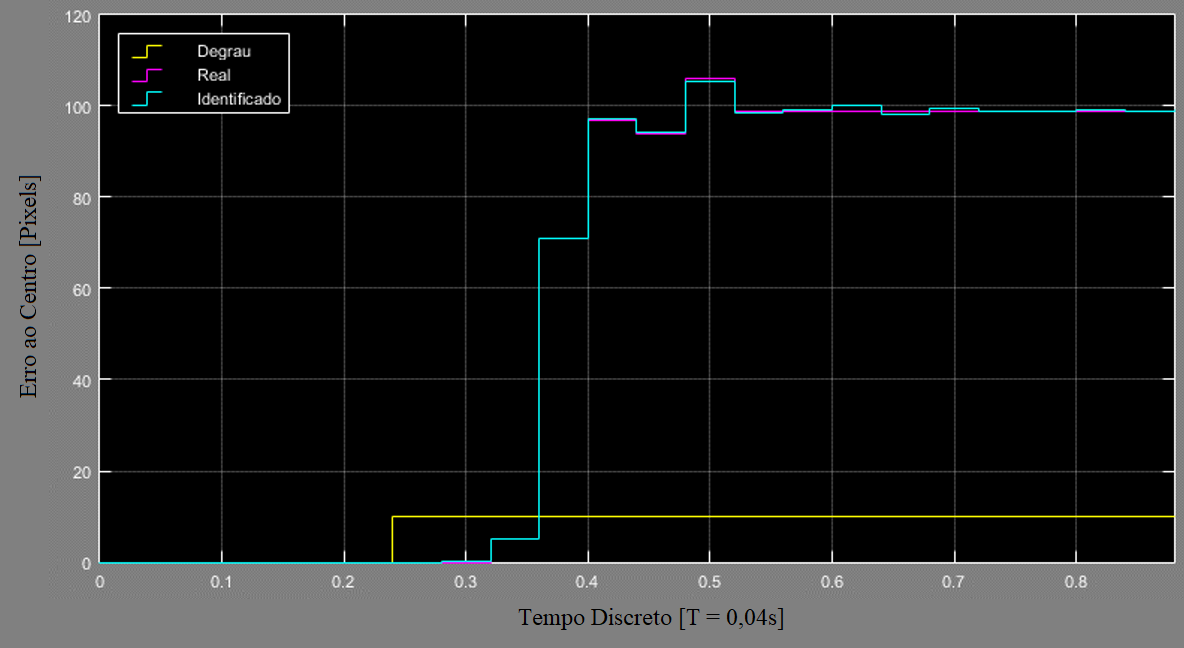 120
100
80
60
40
20
0
Degrau
Real
Identificado
Erro ao Centro [Pixels]
0 0.1 0.2 0.3 0.4 0.5 0.6 0.7 0.8
Tempo Discreto [T = 0,04s]